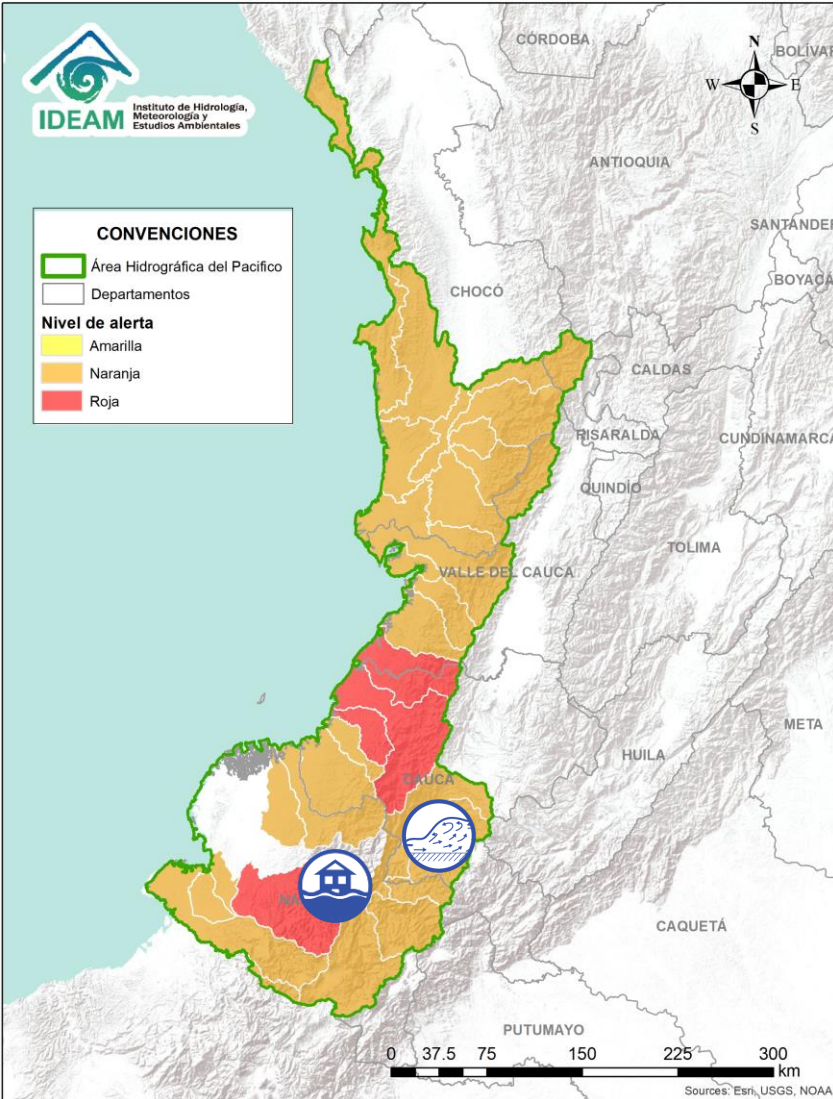 IDEAM
Instituto de Hidrología,
Meteorología y
Estudios Ambientales
CÓRDOBA
BOLÍVAR
N
W
E
S
ANTIOQUIA
SANTANDER
BOYACÁ
CONVENCIONES
Área Hidrográfica del Pacifico
Departamentos
Nivel de alerta
Amarilla
Naranja
Roja
CHOCÓ
CALDAS
RISARALDA
CUNDINAMARCA
QUINDÍO
TOLIMA
VALLE DEL CAUCA
META
HUILA
CAUCA
NA
CAQUETÁ
PUTUMAYO
0 37.5 75 150 225 300
km
Sources: Esri, USGS, NOAA